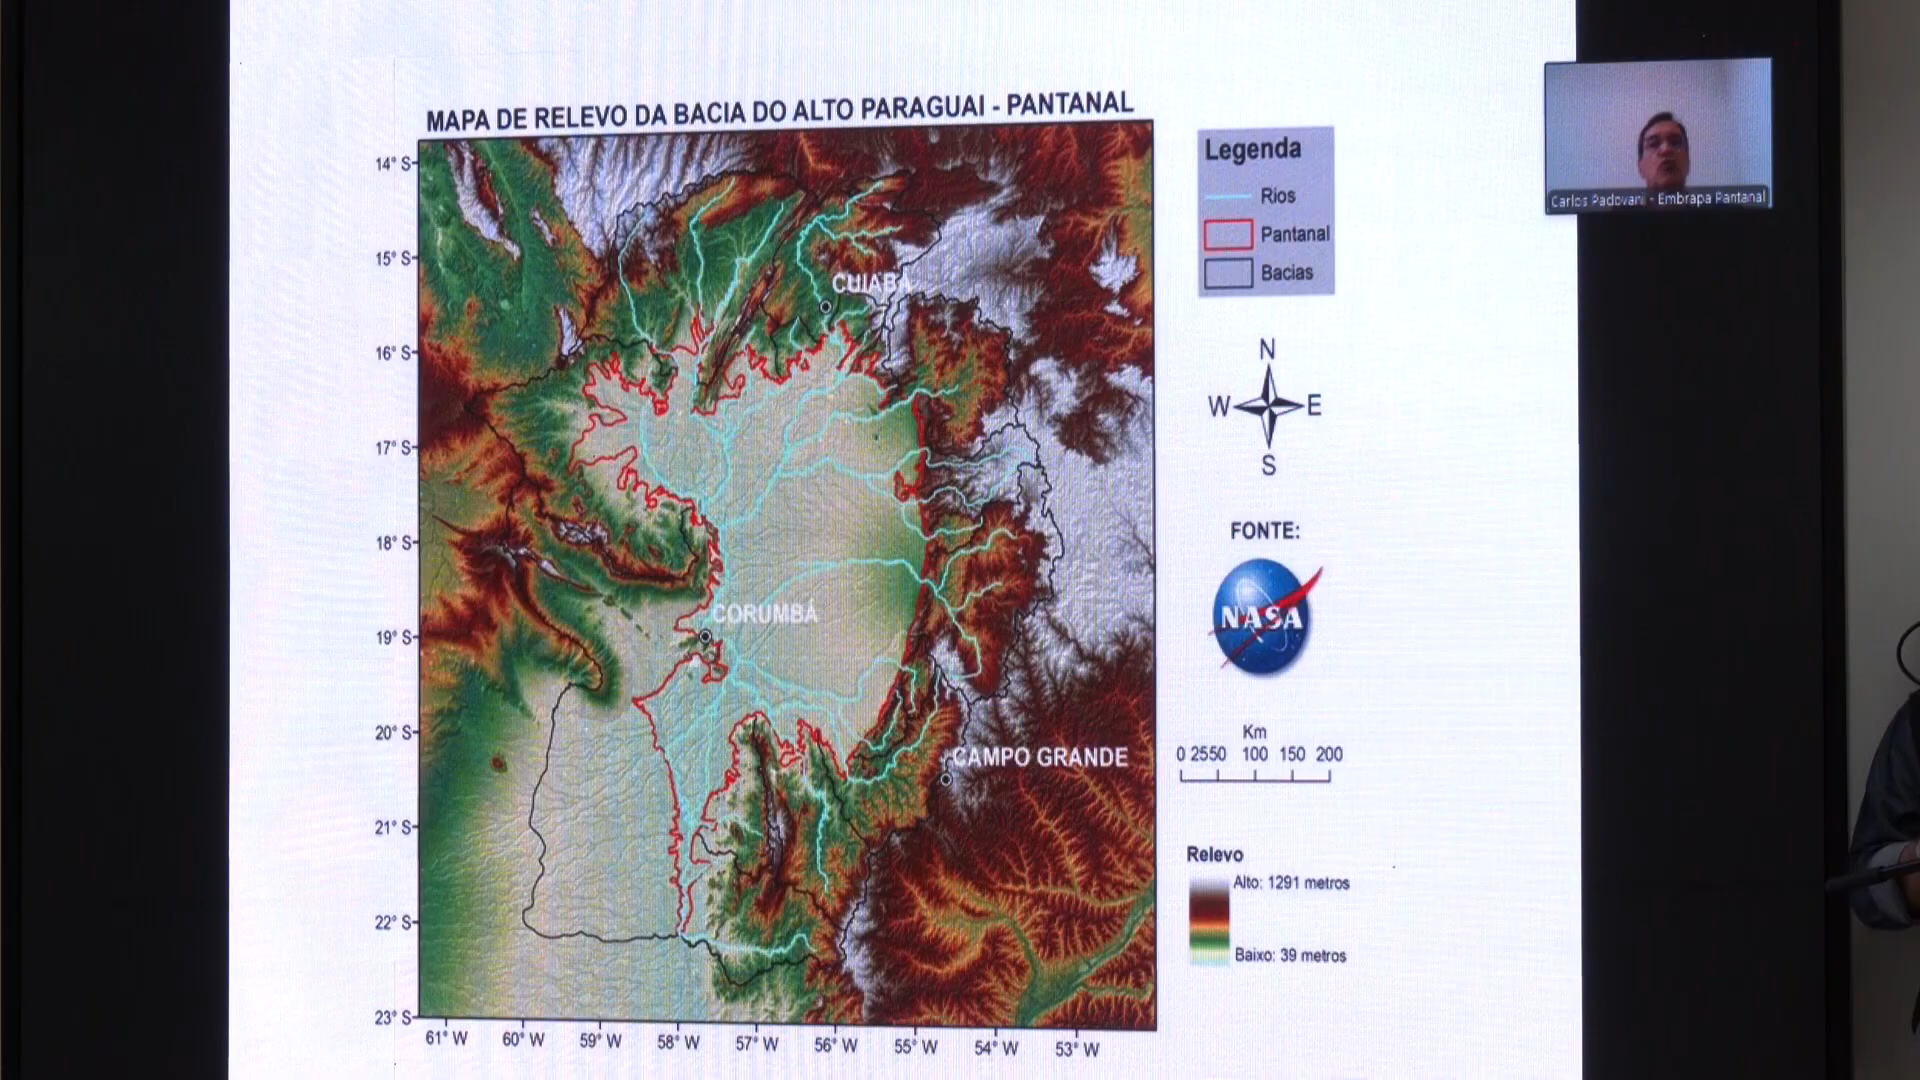 MAPA DE RELEVO DA BACIA DO ALTO PARAGUAI - PANTANAL
Legenda
Rios
Pantanal
Bacias
Carlos Padovani - Embrapa Pantanal
14° S
15° S
16° S
17° S
18° S
19° S
20° S
21° S
22° S
23° S
61° W
60° W
59° W
58° W
57° W
56° W
55° W
54° W
53° W
CUIABÁ
CORUMBÁ
CAMPO GRANDE
N
W
E
S
FONTE:
NASA
Km
0 2550 100 150 200
Relevo
Alto: 1291 metros
Baixo: 39 metros